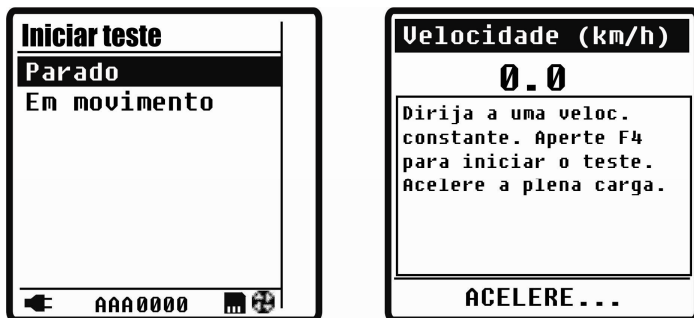 Iniciar teste
Parado
Em movimento
AAA0000
Velocidade (km/h)
0.0
Dirija a uma veloc.
constante. Aperte F4
para iniciar o teste.
Acelere a plena carga.
ACELERE...